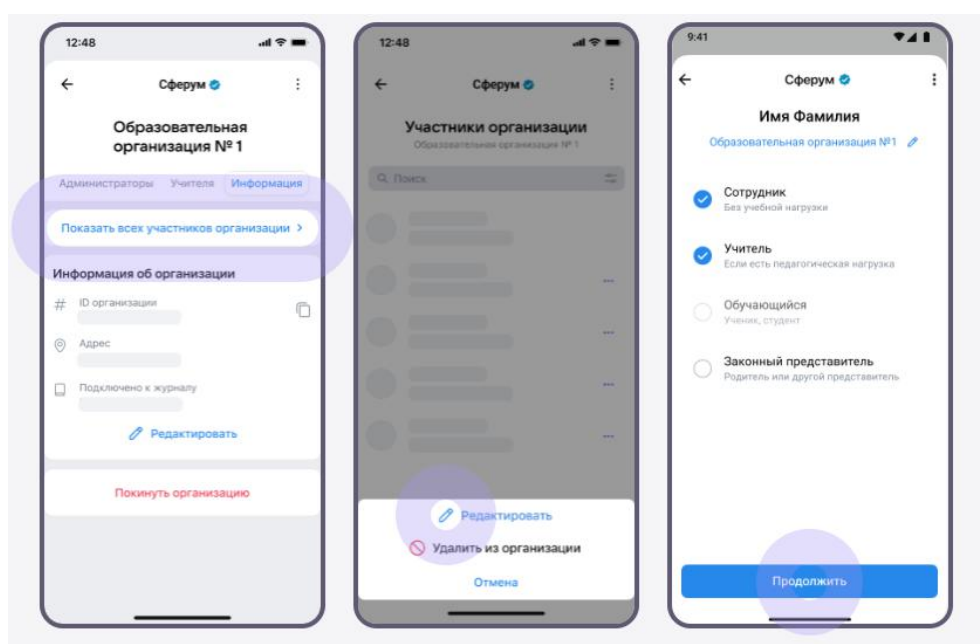 12:48
Сферум
Образовательная
организация № 1
Администраторы Учителя Информация
Показать всех участников организации
Информация об организации
ID организации
Адрес
Подключено к журналу
Редактировать
Покинуть организацию
12:48
Сферум
Участники организации
Образовательная организация № 1
Поиск
Редактировать
Удалить из организации
Отмена
9:41
Сферум
Имя Фамилия
Образовательная организация №1
Сотрудник
Без учебной нагрузки
Учитель
Если есть педагогическая нагрузка
Обучающийся
Ученик, студент
Законный представитель
Родитель или другой представитель
Продолжить